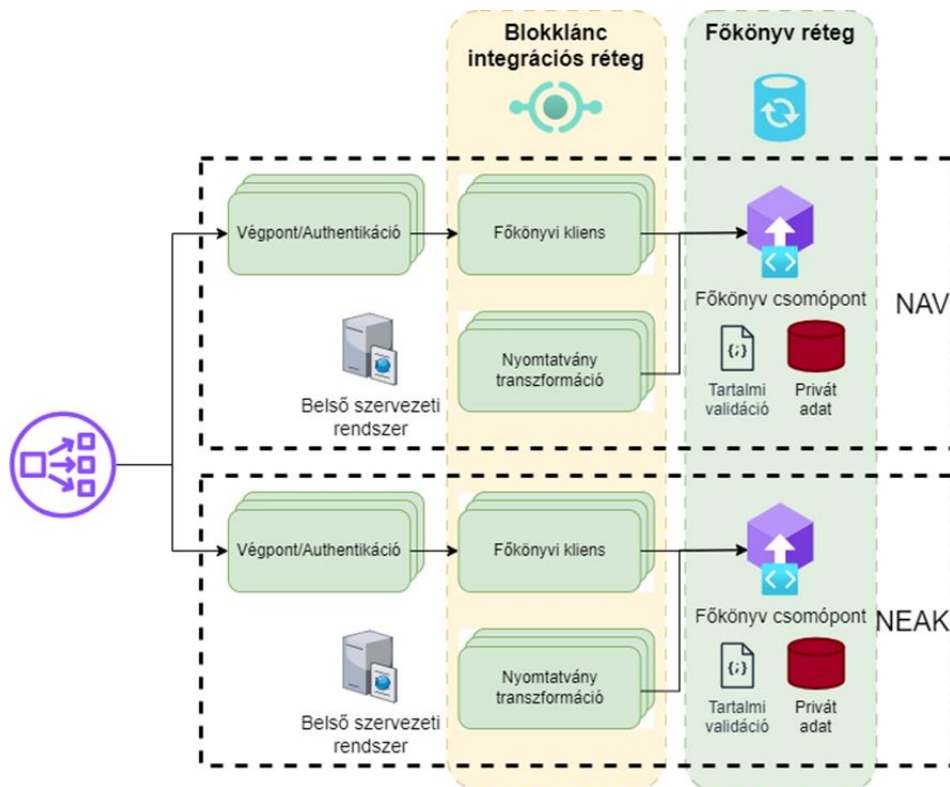 Blokklánc
integrációs réteg
Főkönyv réteg
Végpont/Authentikáció
Főkönyvi kliens
Főkönyv csomópont
NAV
Nyomtatvány
transzformáció
{;}
Tartalmi
validáció
Privát
adat
Belső szervezeti
rendszer
Végpont/Authentikáció
Főkönyvi kliens
Főkönyv csomópont
NEAK
Nyomtatvány
transzformáció
{;}
Tartalmi
validáció
Privát
adat
Belső szervezeti
rendszer